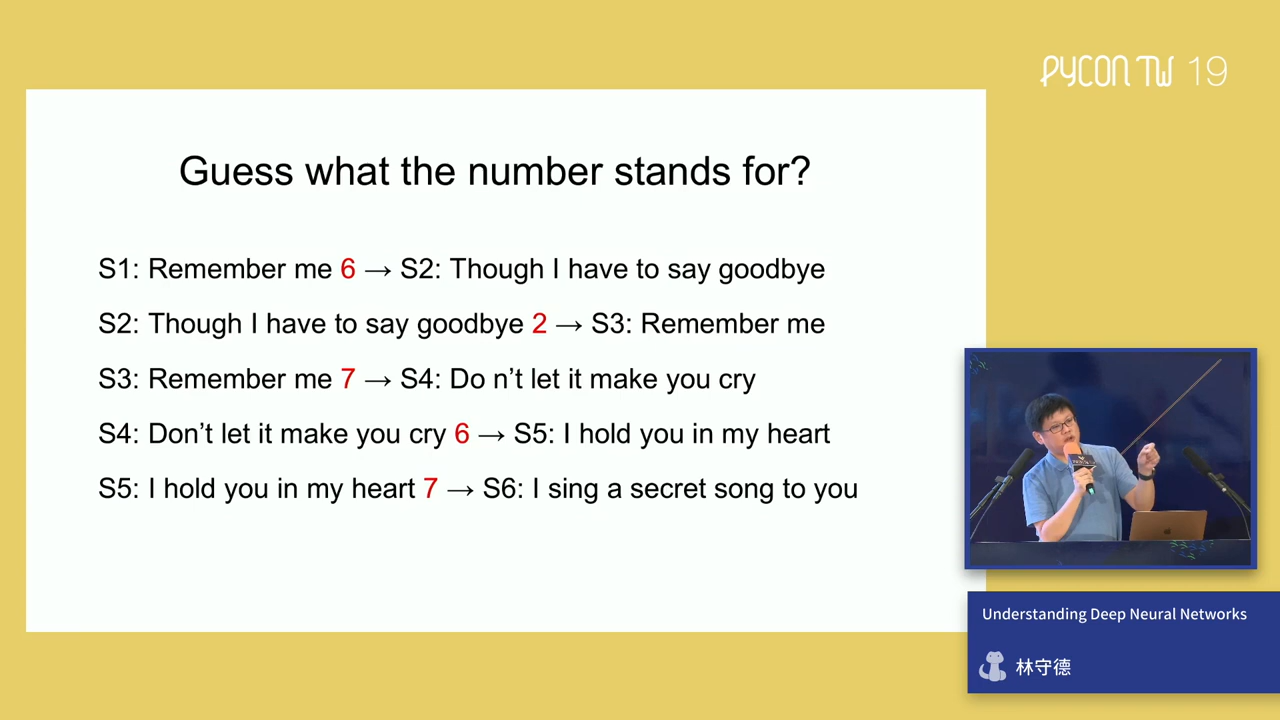 PYCON TW 19
Guess what the number stands for?
S1: Remember me 6 → S2: Though I have to say goodbye
S2: Though I have to say goodbye 2 → S3: Remember me
S3: Remember me 7 → S4: Do n’t let it make you cry
S4: Don’t let it make you cry 6 → S5: I hold you in my heart
S5: I hold you in my heart 7 → S6: I sing a secret song to you
Understanding Deep Neural Networks
林守德